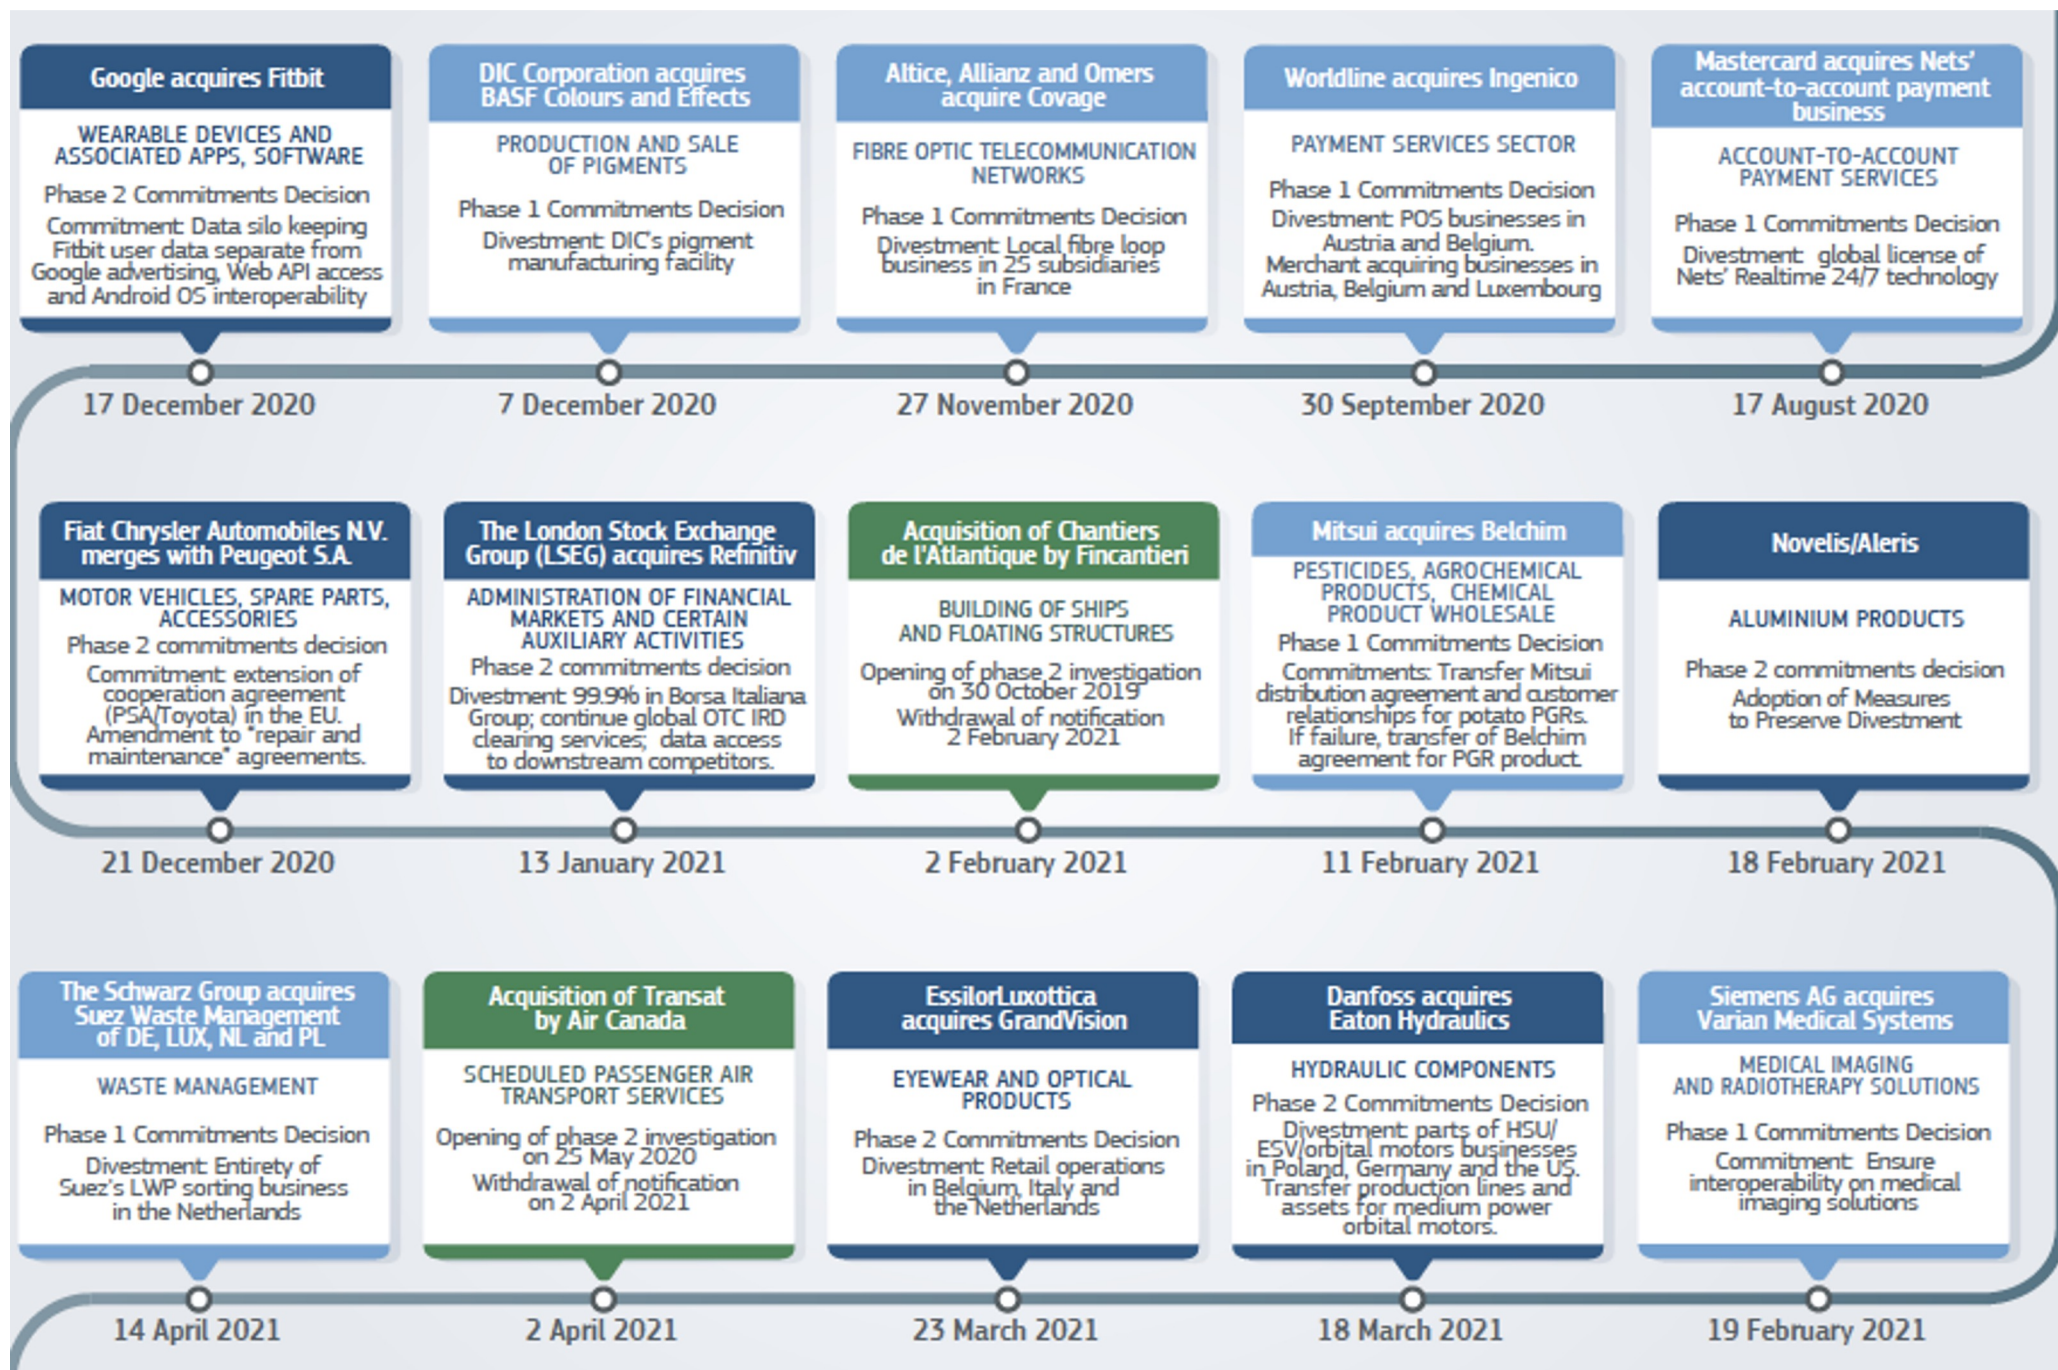 Google acquires Fitbit
WEARABLE DEVICES AND
ASSOCIATED APPS, SOFTWARE
Phase 2 Commitments Decision
Commitment: Data silo keeping
Fitbit user data separate from
Google advertising, Web API access
and Android OS interoperability
17 December 2020
DIC Corporation acquires
BASF Colours and Effects
PRODUCTION AND SALE
OF PIGMENTS
Phase 1 Commitments Decision
Divestment: DIC's pigment
manufacturing facility
7 December 2020
Altice, Allianz and Omers
acquire Covage
FIBRE OPTIC TELECOMMUNICATION
NETWORKS
Phase 1 Commitments Decision
Divestment: Local fibre loop
business in 25 subsidiaries
in France
27 November 2020
Worldline acquires Ingenico
PAYMENT SERVICES SECTOR
Phase 1 Commitments Decision
Divestment: POS businesses in
Austria and Belgium.
Merchant acquiring businesses in
Austria, Belgium and Luxembourg
30 September 2020
Mastercard acquires Nets'
account-to-account payment
business
ACCOUNT-TO-ACCOUNT
PAYMENT SERVICES
Phase 1 Commitments Decision
Divestment: global license of
Nets' Realtime 24/7 technology
17 August 2020
Fiat Chrysler Automobiles N.V.
merges with Peugeot S.A.
MOTOR VEHICLES, SPARE PARTS,
ACCESSORIES
Phase 2 commitments decision
Commitment: extension of
cooperation agreement
(PSA/Toyota) in the EU.
Amendment to "repair and
maintenance" agreements.
21 December 2020
The London Stock Exchange
Group (LSEG) acquires Refinitiv
ADMINISTRATION OF FINANCIAL
MARKETS AND CERTAIN
AUXILIARY ACTIVITIES
Phase 2 commitments decision
Divestment: 99.9% in Borsa Italiana
Group; continue global OTC IRD
clearing services; data access
to downstream competitors.
13 January 2021
Acquisition of Chantiers
de l'Atlantique by Fincantieri
BUILDING OF SHIPS
AND FLOATING STRUCTURES
Opening of phase 2 investigation
on 30 October 2019
Withdrawal of notification
2 February 2021
2 February 2021
Mitsui acquires Belchim
PESTICIDES, AGROCHEMICAL
PRODUCTS, CHEMICAL
PRODUCT WHOLESALE
Phase 1 Commitments Decision
Commitments: Transfer Mitsui
distribution agreement and customer
relationships for potato PGRs.
If failure, transfer of Belchim
agreement for PGR product.
11 February 2021
Novelis/Aleris
ALUMINIUM PRODUCTS
Phase 2 commitments decision
Adoption of Measures
to Preserve Divestment
18 February 2021
The Schwarz Group acquires
Suez Waste Management
of DE, LUX, NL and PL
WASTE MANAGEMENT
Phase 1 Commitments Decision
Divestment: Entirety of
Suez's LWP sorting business
in the Netherlands
14 April 2021
Acquisition of Transat
by Air Canada
SCHEDULED PASSENGER AIR
TRANSPORT SERVICES
Opening of phase 2 investigation
on 25 May 2020
Withdrawal of notification
on 2 April 2021
2 April 2021
EssilorLuxottica
acquires GrandVision
EYEWEAR AND OPTICAL
PRODUCTS
Phase 2 Commitments Decision
Divestment: Retail operations
in Belgium, Italy and
the Netherlands
23 March 2021
Danfoss acquires
Eaton Hydraulics
HYDRAULIC COMPONENTS
Phase 2 Commitments Decision
Divestment: parts of HSU/
ESV/orbital motors businesses
in Poland, Germany and the US.
Transfer production lines and
assets for medium power
orbital motors.
18 March 2021
Siemens AG acquires
Varian Medical Systems
MEDICAL IMAGING
AND RADIOTHERAPY SOLUTIONS
Phase 1 Commitments Decision
Commitment: Ensure
interoperability on medical
imaging solutions
19 February 2021